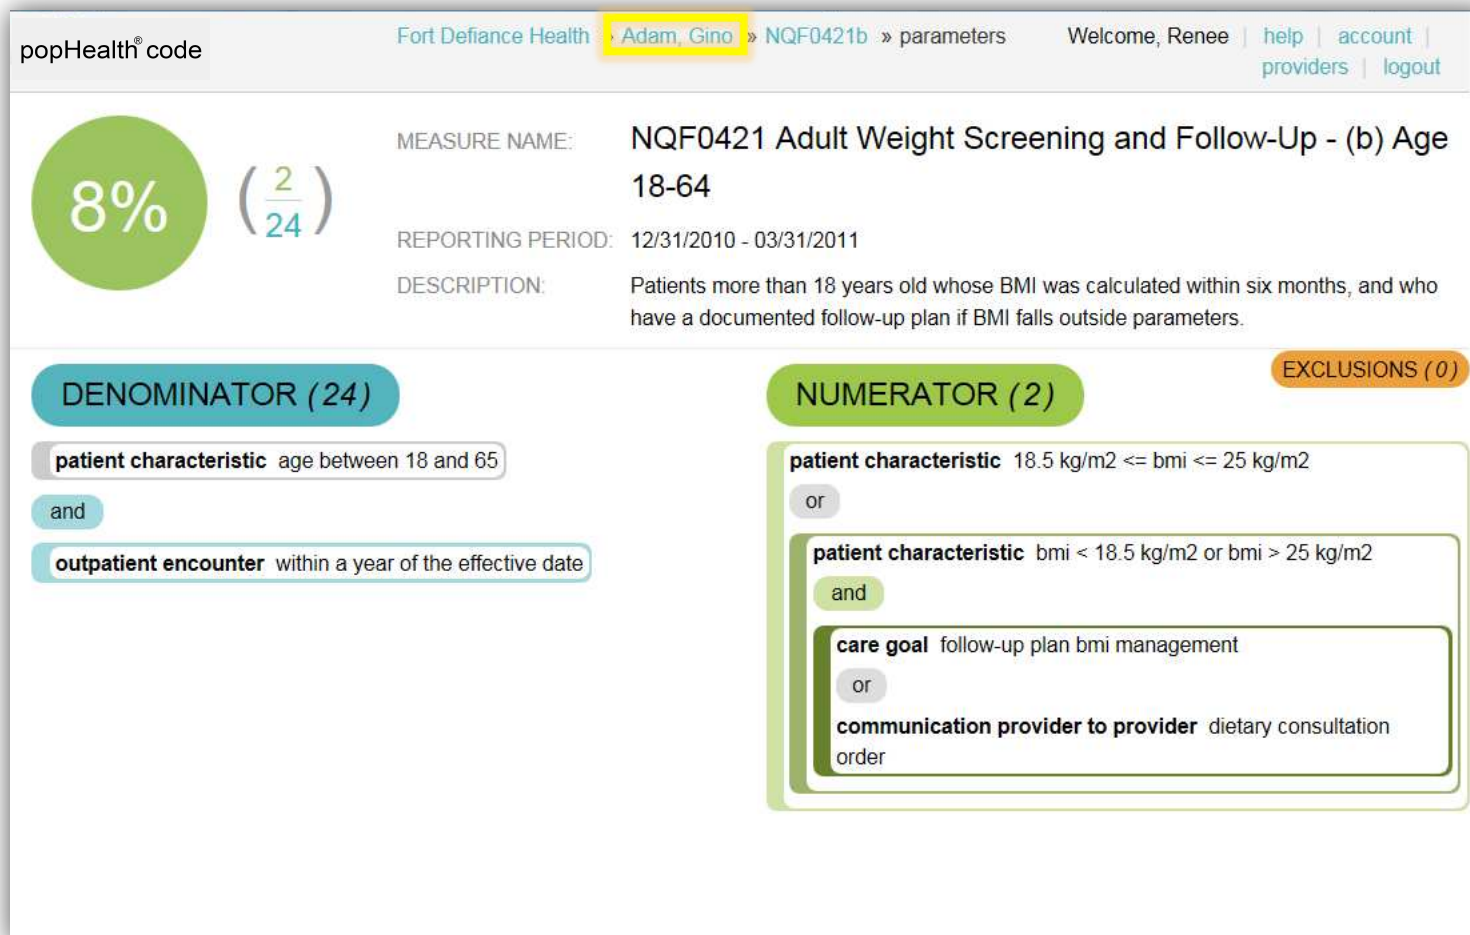 popHealth® code
Fort Defiance Health » Adam, Gino » NQF0421b » parameters
Welcome, Renee | help | account |
providers | logout
8%
( 2
24 )
MEASURE NAME: NQF0421 Adult Weight Screening and Follow-Up - (b) Age
18-64
REPORTING PERIOD: 12/31/2010 - 03/31/2011
DESCRIPTION: Patients more than 18 years old whose BMI was calculated within six months, and who
have a documented follow-up plan if BMI falls outside parameters.
EXCLUSIONS (0)
DENOMINATOR (24)
patient characteristic age between 18 and 65
and
outpatient encounter within a year of the effective date
NUMERATOR (2)
patient characteristic 18.5 kg/m2 <= bmi <= 25 kg/m2
or
patient characteristic bmi < 18.5 kg/m2 or bmi > 25 kg/m2
and
care goal follow-up plan bmi management
or
communication provider to provider dietary consultation
order